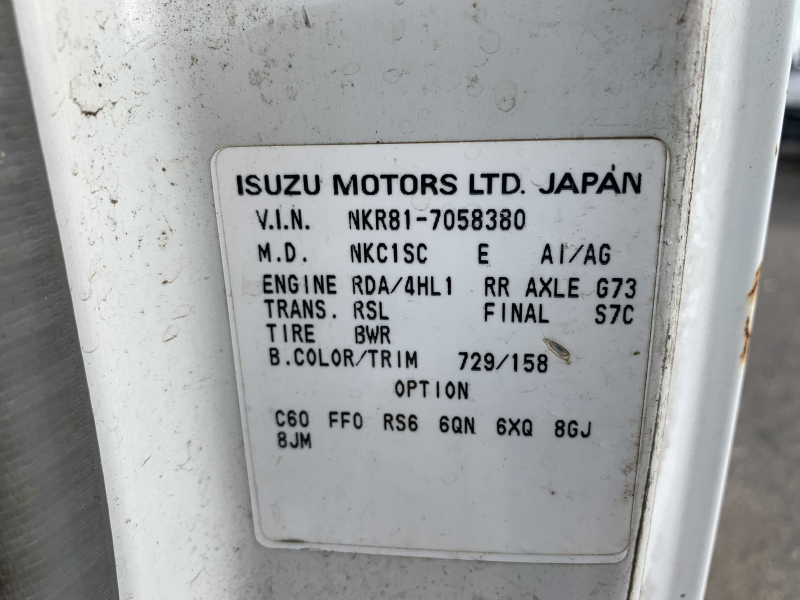 ISUZU MOTORS LTD. JAPAN
V.I.N. NKR81-7058380
M.D. NKC1SC E AI/AG
ENGINE RDA/4HL1 RR AXLE G73
TRANS. RSL FINAL S7C
TIRE BWR
B.COLOR/TRIM 729/158
OPTION
C60 FF0 RS6 6QN 6XQ 8GJ
8JM